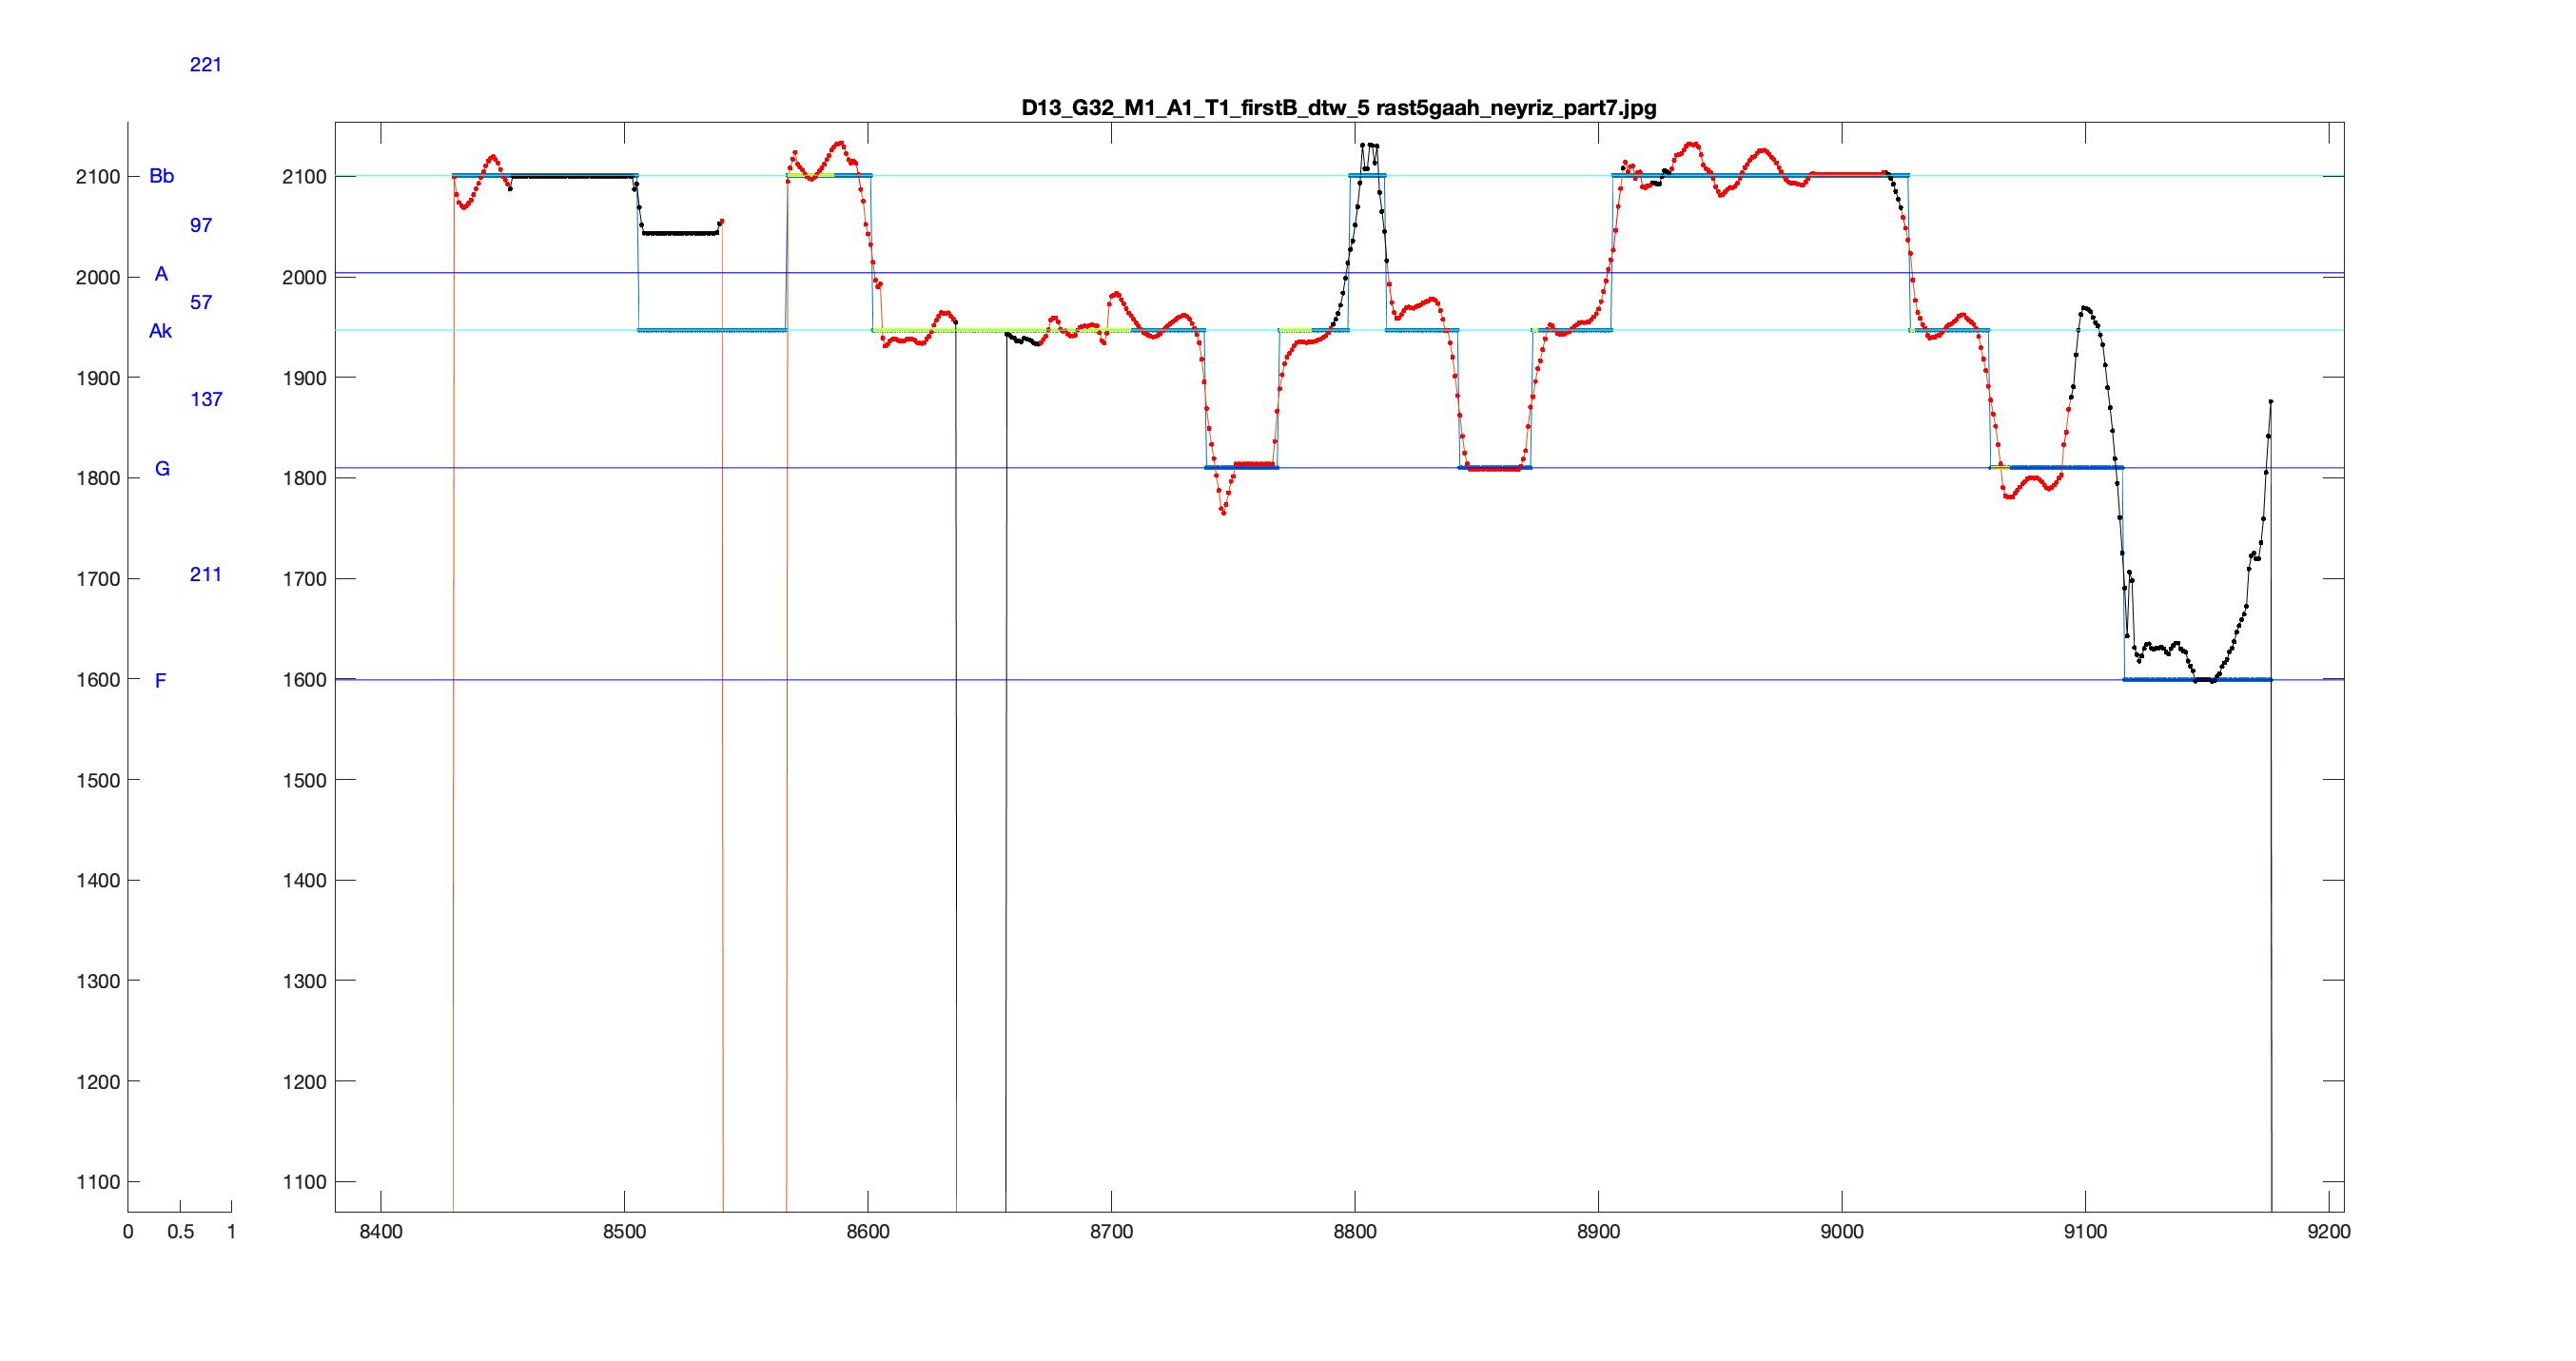 221
D13_G32_M1_A1_T1_firstB_dtw_5 rast5gaah_neyriz_part7.jpg
2100 Bb 2100
97
2000 A 2000
57
Ak
1900 1900
137
1800 G 1800
211
1700 1700
1600 F 1600
1500 1500
1400 1400
1300 1300
1200 1200
1100 1100
0 0.5 1 8400 8500 8600 8700 8800 8900 9000 9100 9200